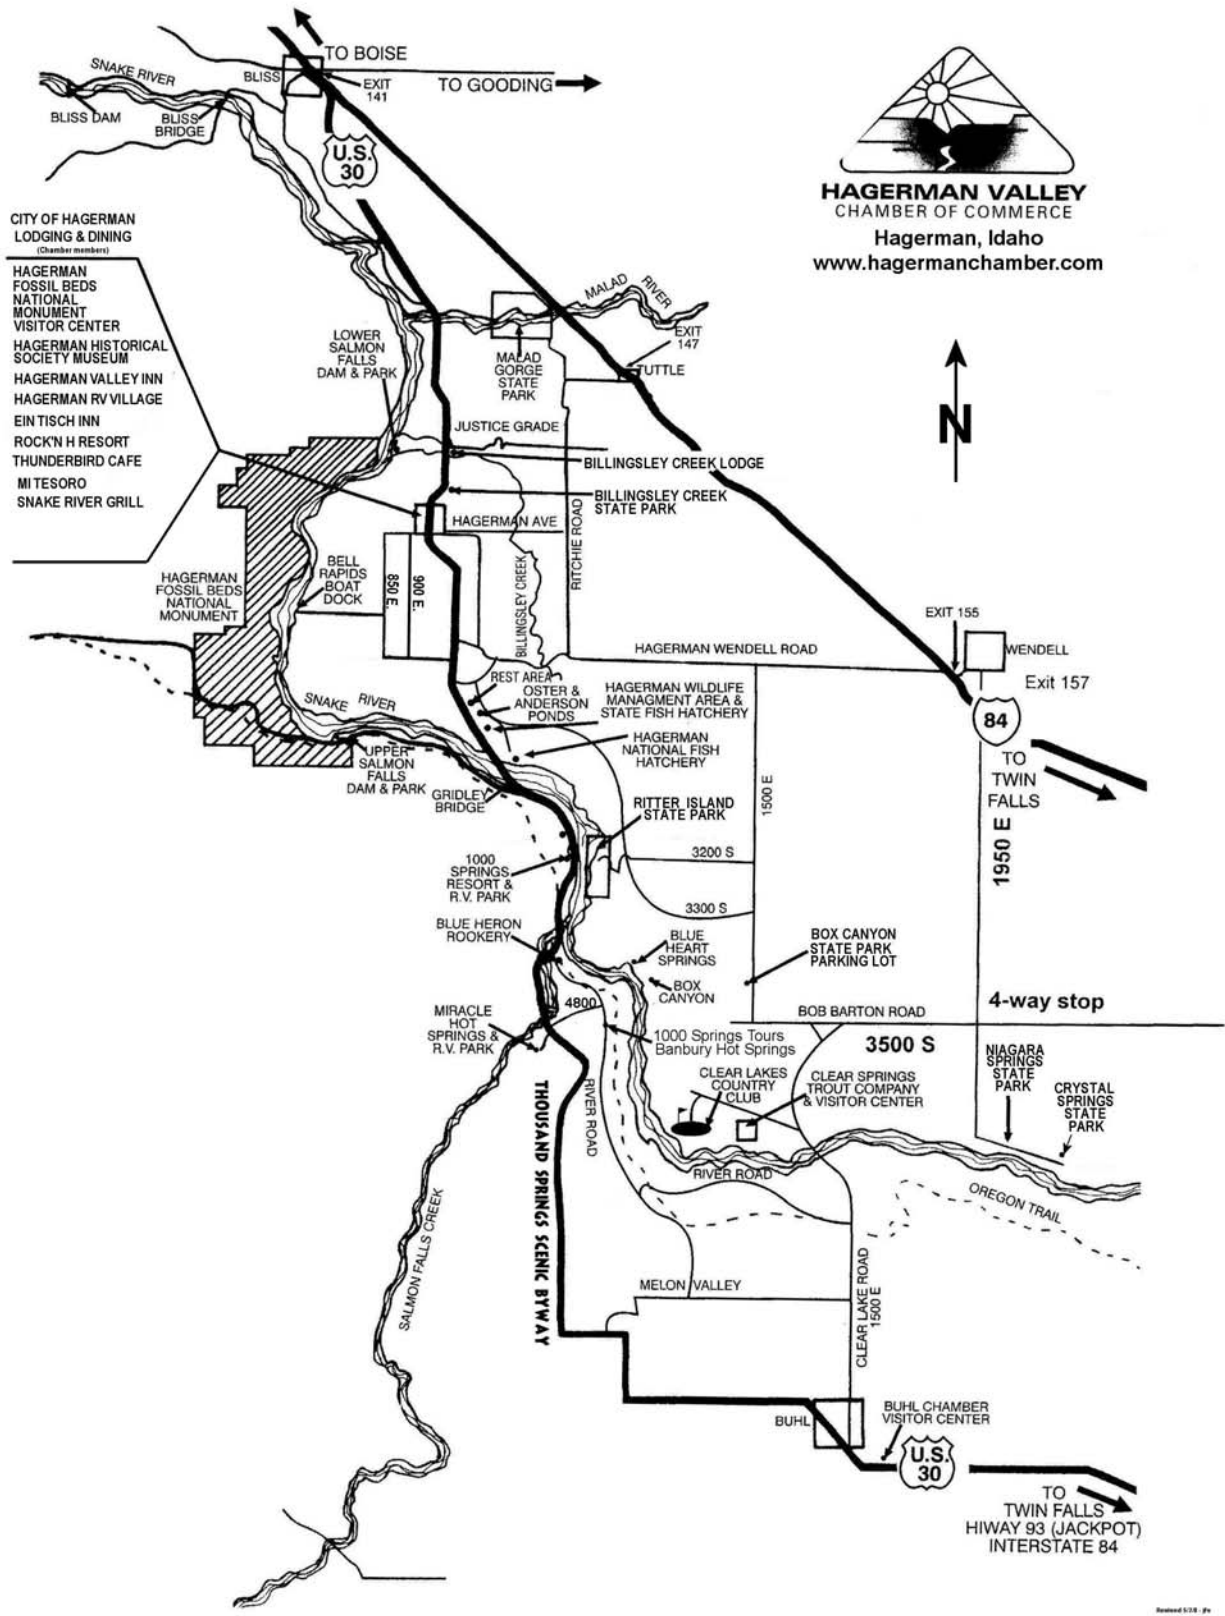 TO BOISE
SNAKE RIVER
BLISS
EXIT
141
TO GOODING
BLISS DAM
BLISS
BRIDGE
U.S.
30
HAGERMAN VALLEY
CHAMBER OF COMMERCE
Hagerman, Idaho
www.hagermanchamber.com
CITY OF HAGERMAN
LODGING & DINING
(Chamber members)
HAGERMAN
FOSSIL BEDS
NATIONAL
MONUMENT
VISITOR CENTER
HAGERMAN HISTORICAL
SOCIETY MUSEUM
HAGERMAN VALLEY INN
HAGERMAN RV VILLAGE
EIN TISCH INN
ROCK'N H RESORT
THUNDERBIRD CAFE
MI TESORO
SNAKE RIVER GRILL
MALAD RIVER
LOWER
SALMON
FALLS
DAM & PARK
MALAD
GORGE
STATE
PARK
EXIT
147
TUTTLE
N
JUSTICE GRADE
BILLINGSLEY CREEK LODGE
BILLINGSLEY CREEK
STATE PARK
HAGERMAN AVE
RITCHIE ROAD
BILLINGSLEY CREEK
HAGERMAN
FOSSIL BEDS
NATIONAL
MONUMENT
BELL
RAPIDS
BOAT
DOCK
850 E.
900 E.
EXIT 155
HAGERMAN WENDELL ROAD
WENDELL
Exit 157
84
TO
TWIN
FALLS
SNAKE RIVER
REST AREA
OSTER &
ANDERSON
PONDS
HAGERMAN WILDLIFE
MANAGMENT AREA &
STATE FISH HATCHERY
HAGERMAN
NATIONAL FISH
HATCHERY
UPPER
SALMON
FALLS
DAM & PARK
GRIDLEY
BRIDGE
RITTER ISLAND
STATE PARK
1500 E
1950 E
3200 S
1000
SPRINGS
RESORT &
R.V. PARK
3300 S
BLUE HERON
ROOKERY
BLUE
HEART
SPRINGS
BOX CANYON
STATE PARK
PARKING LOT
BOX
CANYON
4800
4-way stop
BOB BARTON ROAD
MIRACLE
HOT
SPRINGS &
R.V. PARK
1000 Springs Tours
Banbury Hot Springs
3500 S
NIAGARA
SPRINGS
STATE
PARK
CLEAR LAKES
COUNTRY
CLUB
CLEAR SPRINGS
TROUT COMPANY
& VISITOR CENTER
CRYSTAL
SPRINGS
STATE
PARK
THOUSAND SPRINGS SCENIC BYWAY
RIVER ROAD
RIVER ROAD
OREGON TRAIL
SALMON FALLS CREEK
MELON VALLEY
CLEAR LAKE ROAD
1500 E
BUHL
BUHL CHAMBER
VISITOR CENTER
U.S.
30
TO
TWIN FALLS
HIWAY 93 (JACKPOT)
INTERSTATE 84